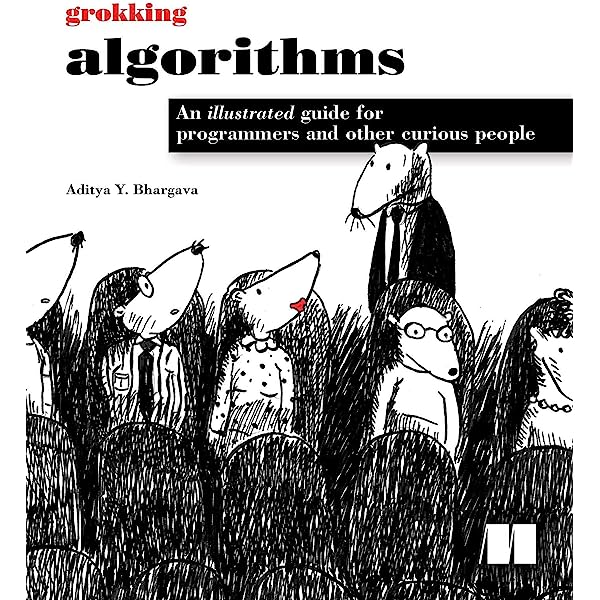 grokking
algorithms
An illustrated guide for
programmers and other curious people
Aditya Y. Bhargava